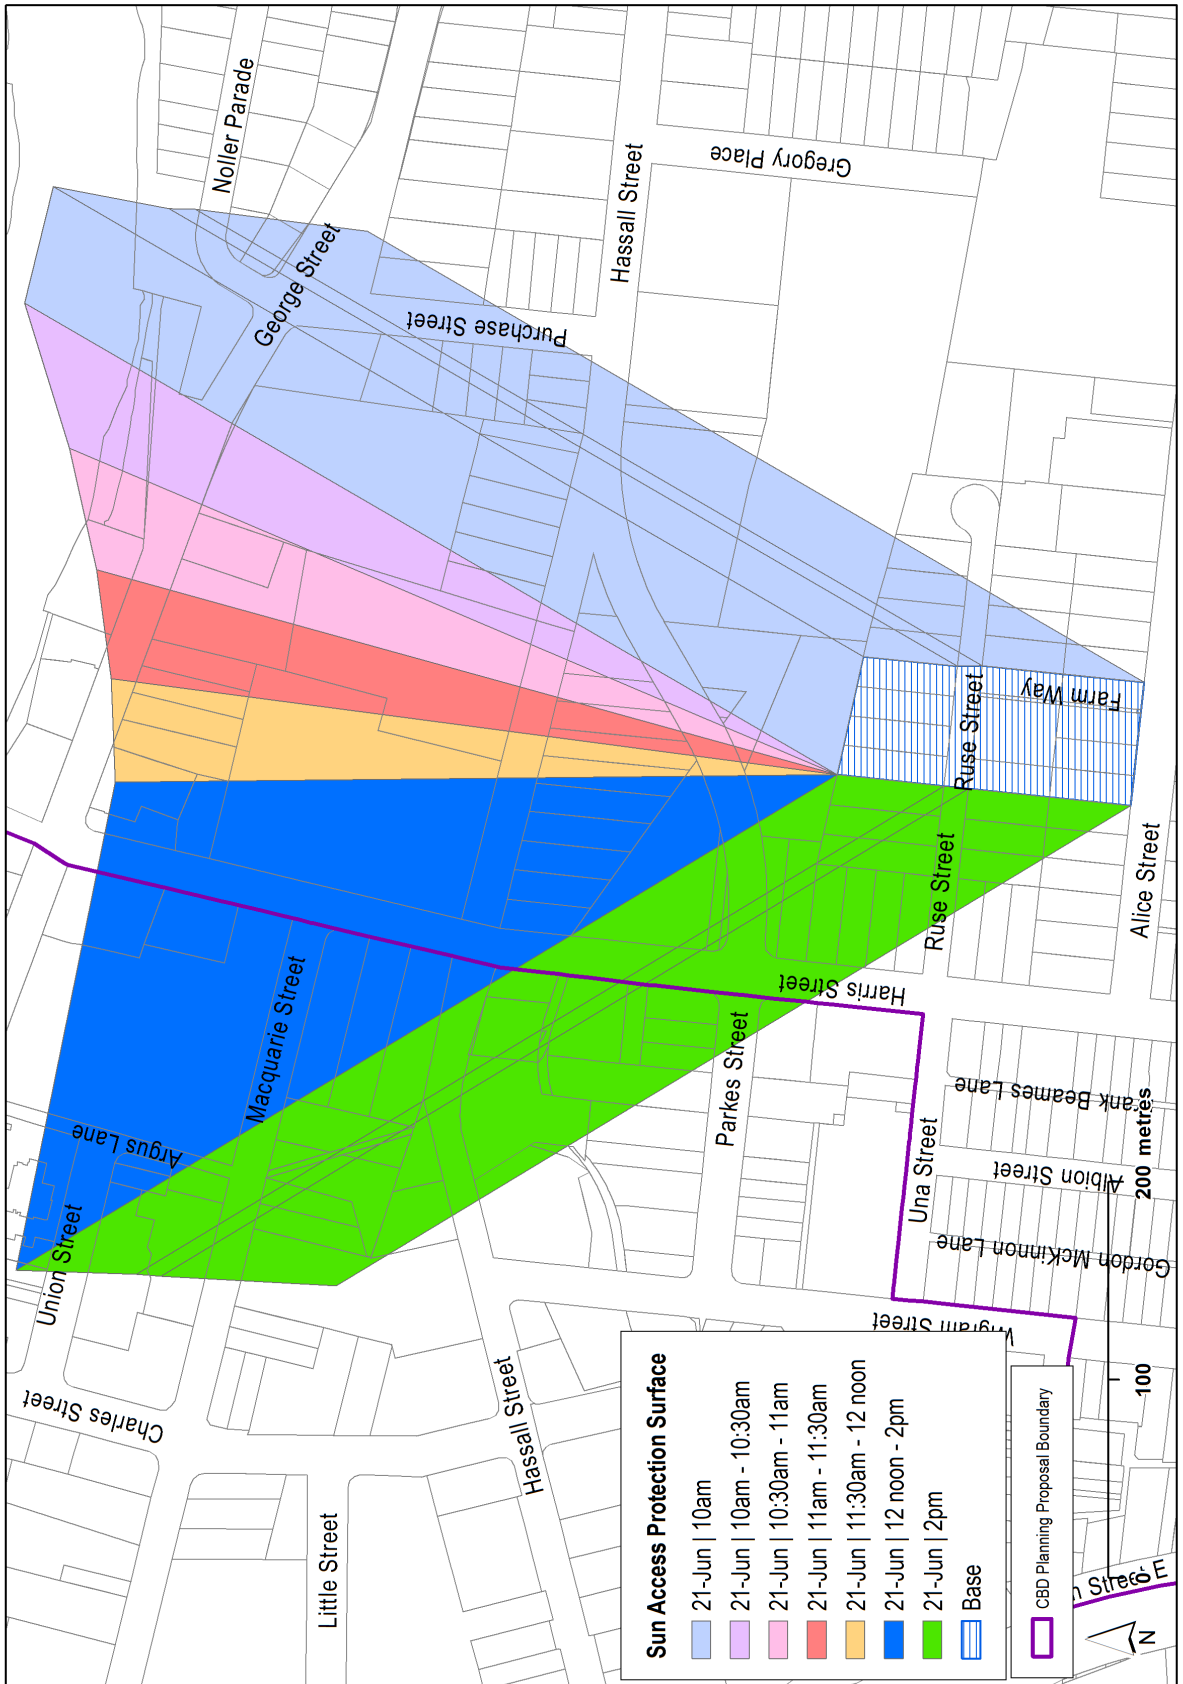 Noller Parade
George Street
Hassall Street
Gregory Place
Purchase Street
Union Street
Argus Lane
Macquarie Street
Charles Street
Little Street
Hassall Street
Parkes Street
Harris Street
Ruse Street
Ruse Street
Farm Way
Alice Street
Una Street
Albion Street
Gordon McKinnon Lane
Sun Access Protection Surface
21-Jun | 10am
21-Jun | 10am - 10:30am
21-Jun | 10:30am - 11am
21-Jun | 11am - 11:30am
21-Jun | 11:30am - 12 noon
21-Jun | 12 noon - 2pm
21-Jun | 2pm
Base
CBD Planning Proposal Boundary
0
100
200 metres
N